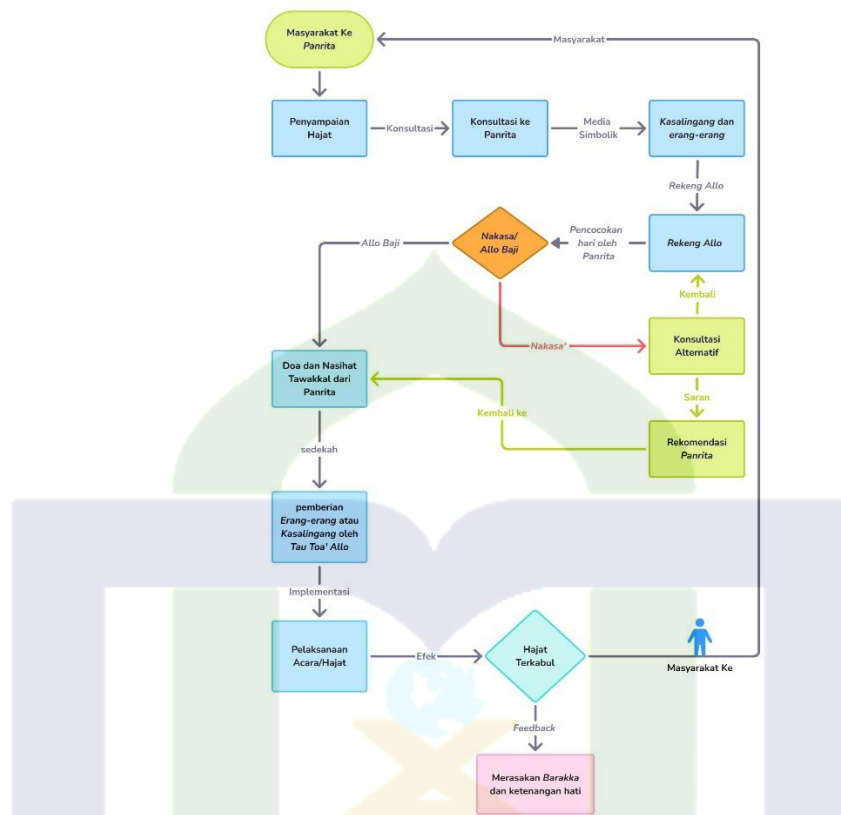 Masyarakat Ke
Panrita
Masyarakat
Penyampaian
Hajat
Konsultasi
Konsultasi ke
Panrita
Media
Simbolik
Kasalingang dan
erang-erang
Rekeng Allo
Allo Baji
Nakasa/
Allo Baji
Pencocokan
hari oleh
Panrita
Rekeng Allo
Kembali
Nakasa'
Konsultasi
Alternatif
Doa dan Nasihat
Tawakkal dari
Panrita
Saran
Kembali ke
Rekomendasi
Panrita
sedekah
pemberian
Erang-erang atau
Kasalingang oleh
Tau Toa' Allo
Implementasi
Pelaksanaan
Acara/Hajat
Efek
Hajat
Terkabul
Masyarakat Ke
Feedback
Merasakan Barakka
dan ketenangan hati